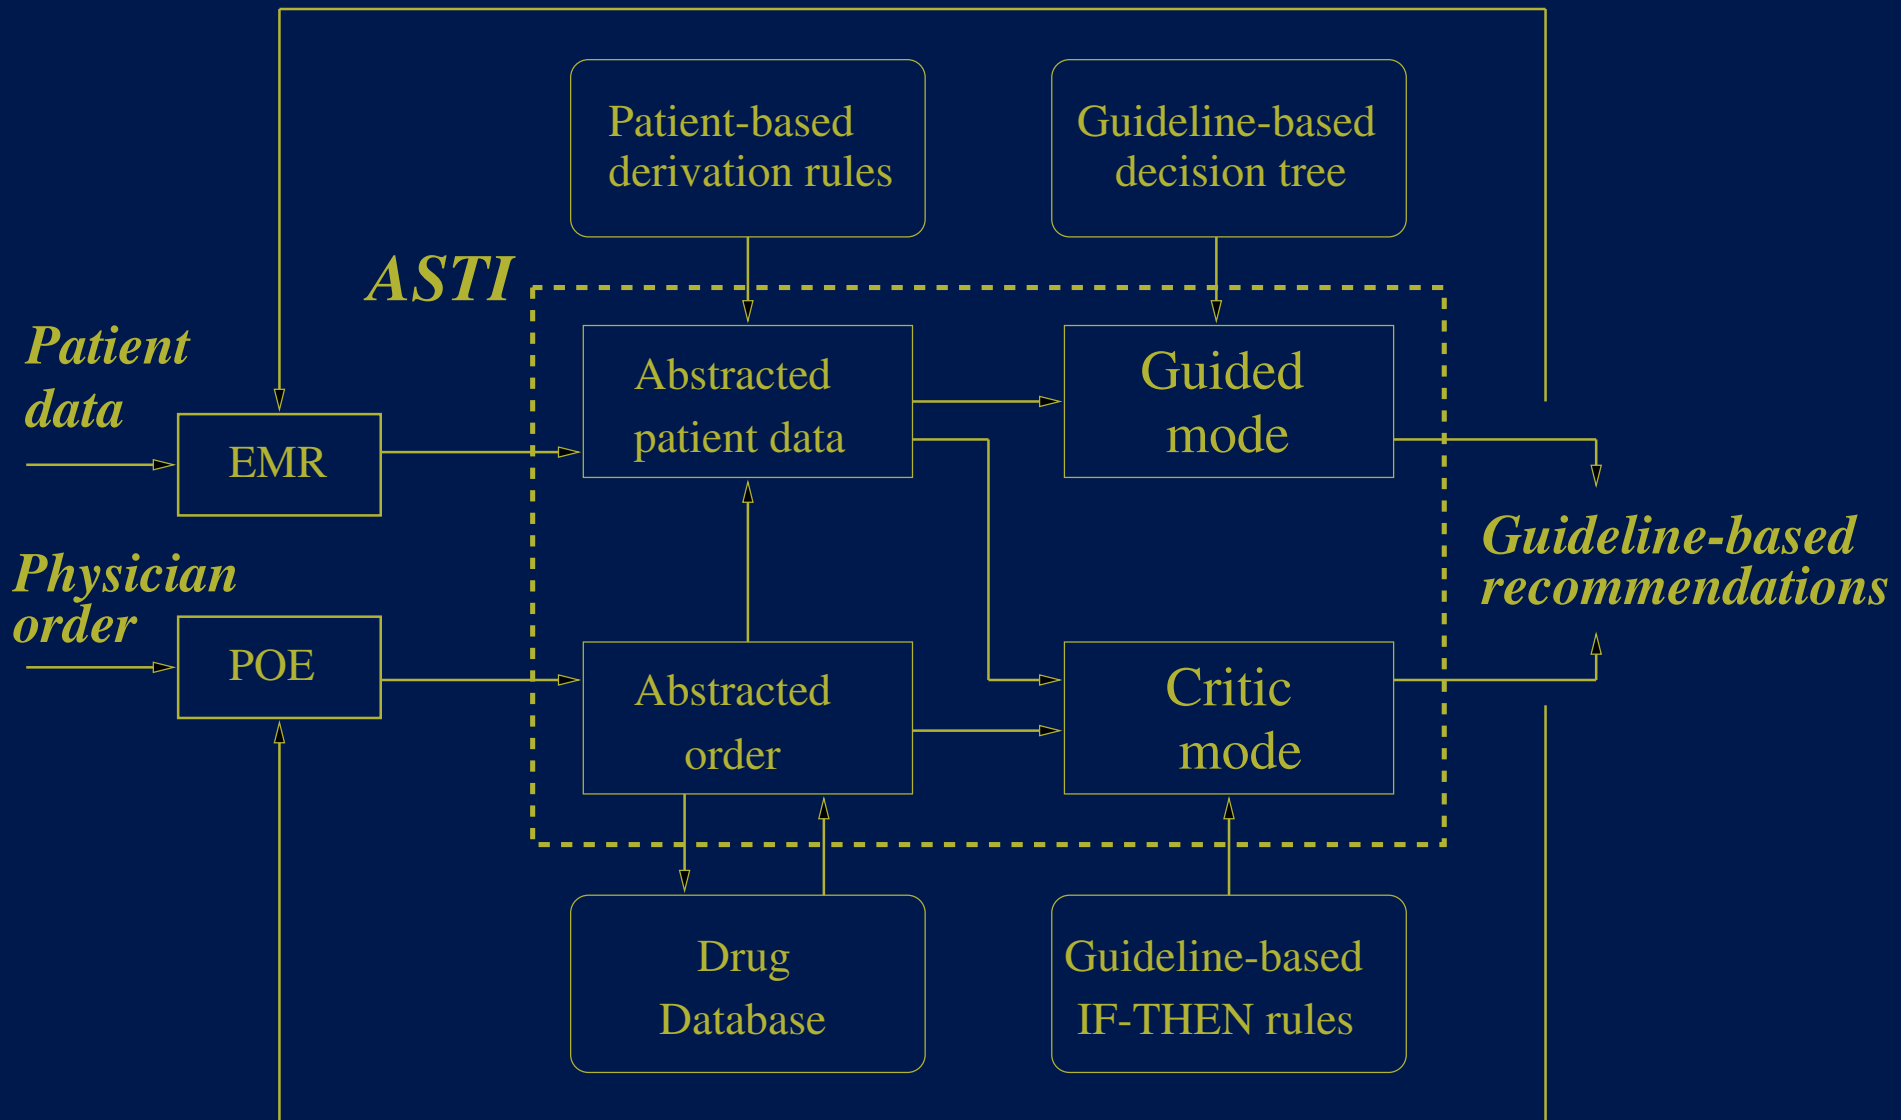 Patient-based
derivation rules
Guideline-based
decision tree
ASTI
Patient
data
EMR
Abstracted
patient data
Guided
mode
Guideline-based
recommendations
Physician
order
POE
Abstracted
order
Critic
mode
Drug
Database
Guideline-based
IF-THEN rules